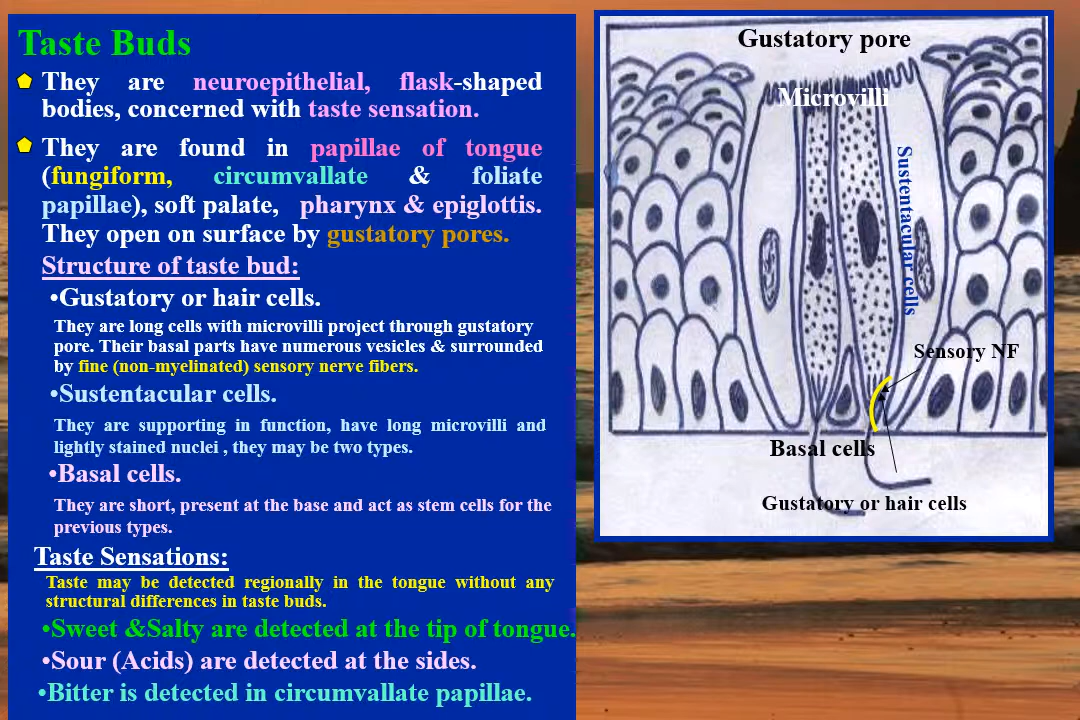 Taste Buds
They are neuroepithelial, flask-shaped
bodies, concerned with taste sensation.
They are found in papillae of tongue
(fungiform, circumvallate & foliate
papillae), soft palate, pharynx & epiglottis.
They open on surface by gustatory pores.
Structure of taste bud:
•Gustatory or hair cells.
They are long cells with microvilli project through gustatory
pore. Their basal parts have numerous vesicles & surrounded
by fine (non-myelinated) sensory nerve fibers.
•Sustentacular cells.
They are supporting in function, have long microvilli and
lightly stained nuclei , they may be two types.
•Basal cells.
They are short, present at the base and act as stem cells for the
previous types.
Taste Sensations:
Taste may be detected regionally in the tongue without any
structural differences in taste buds.
•Sweet &Salty are detected at the tip of tongue.
•Sour (Acids) are detected at the sides.
•Bitter is detected in circumvallate papillae.
Gustatory pore
Microvilli
Sustentacular cells
Sensory NF
Basal cells
Gustatory or hair cells